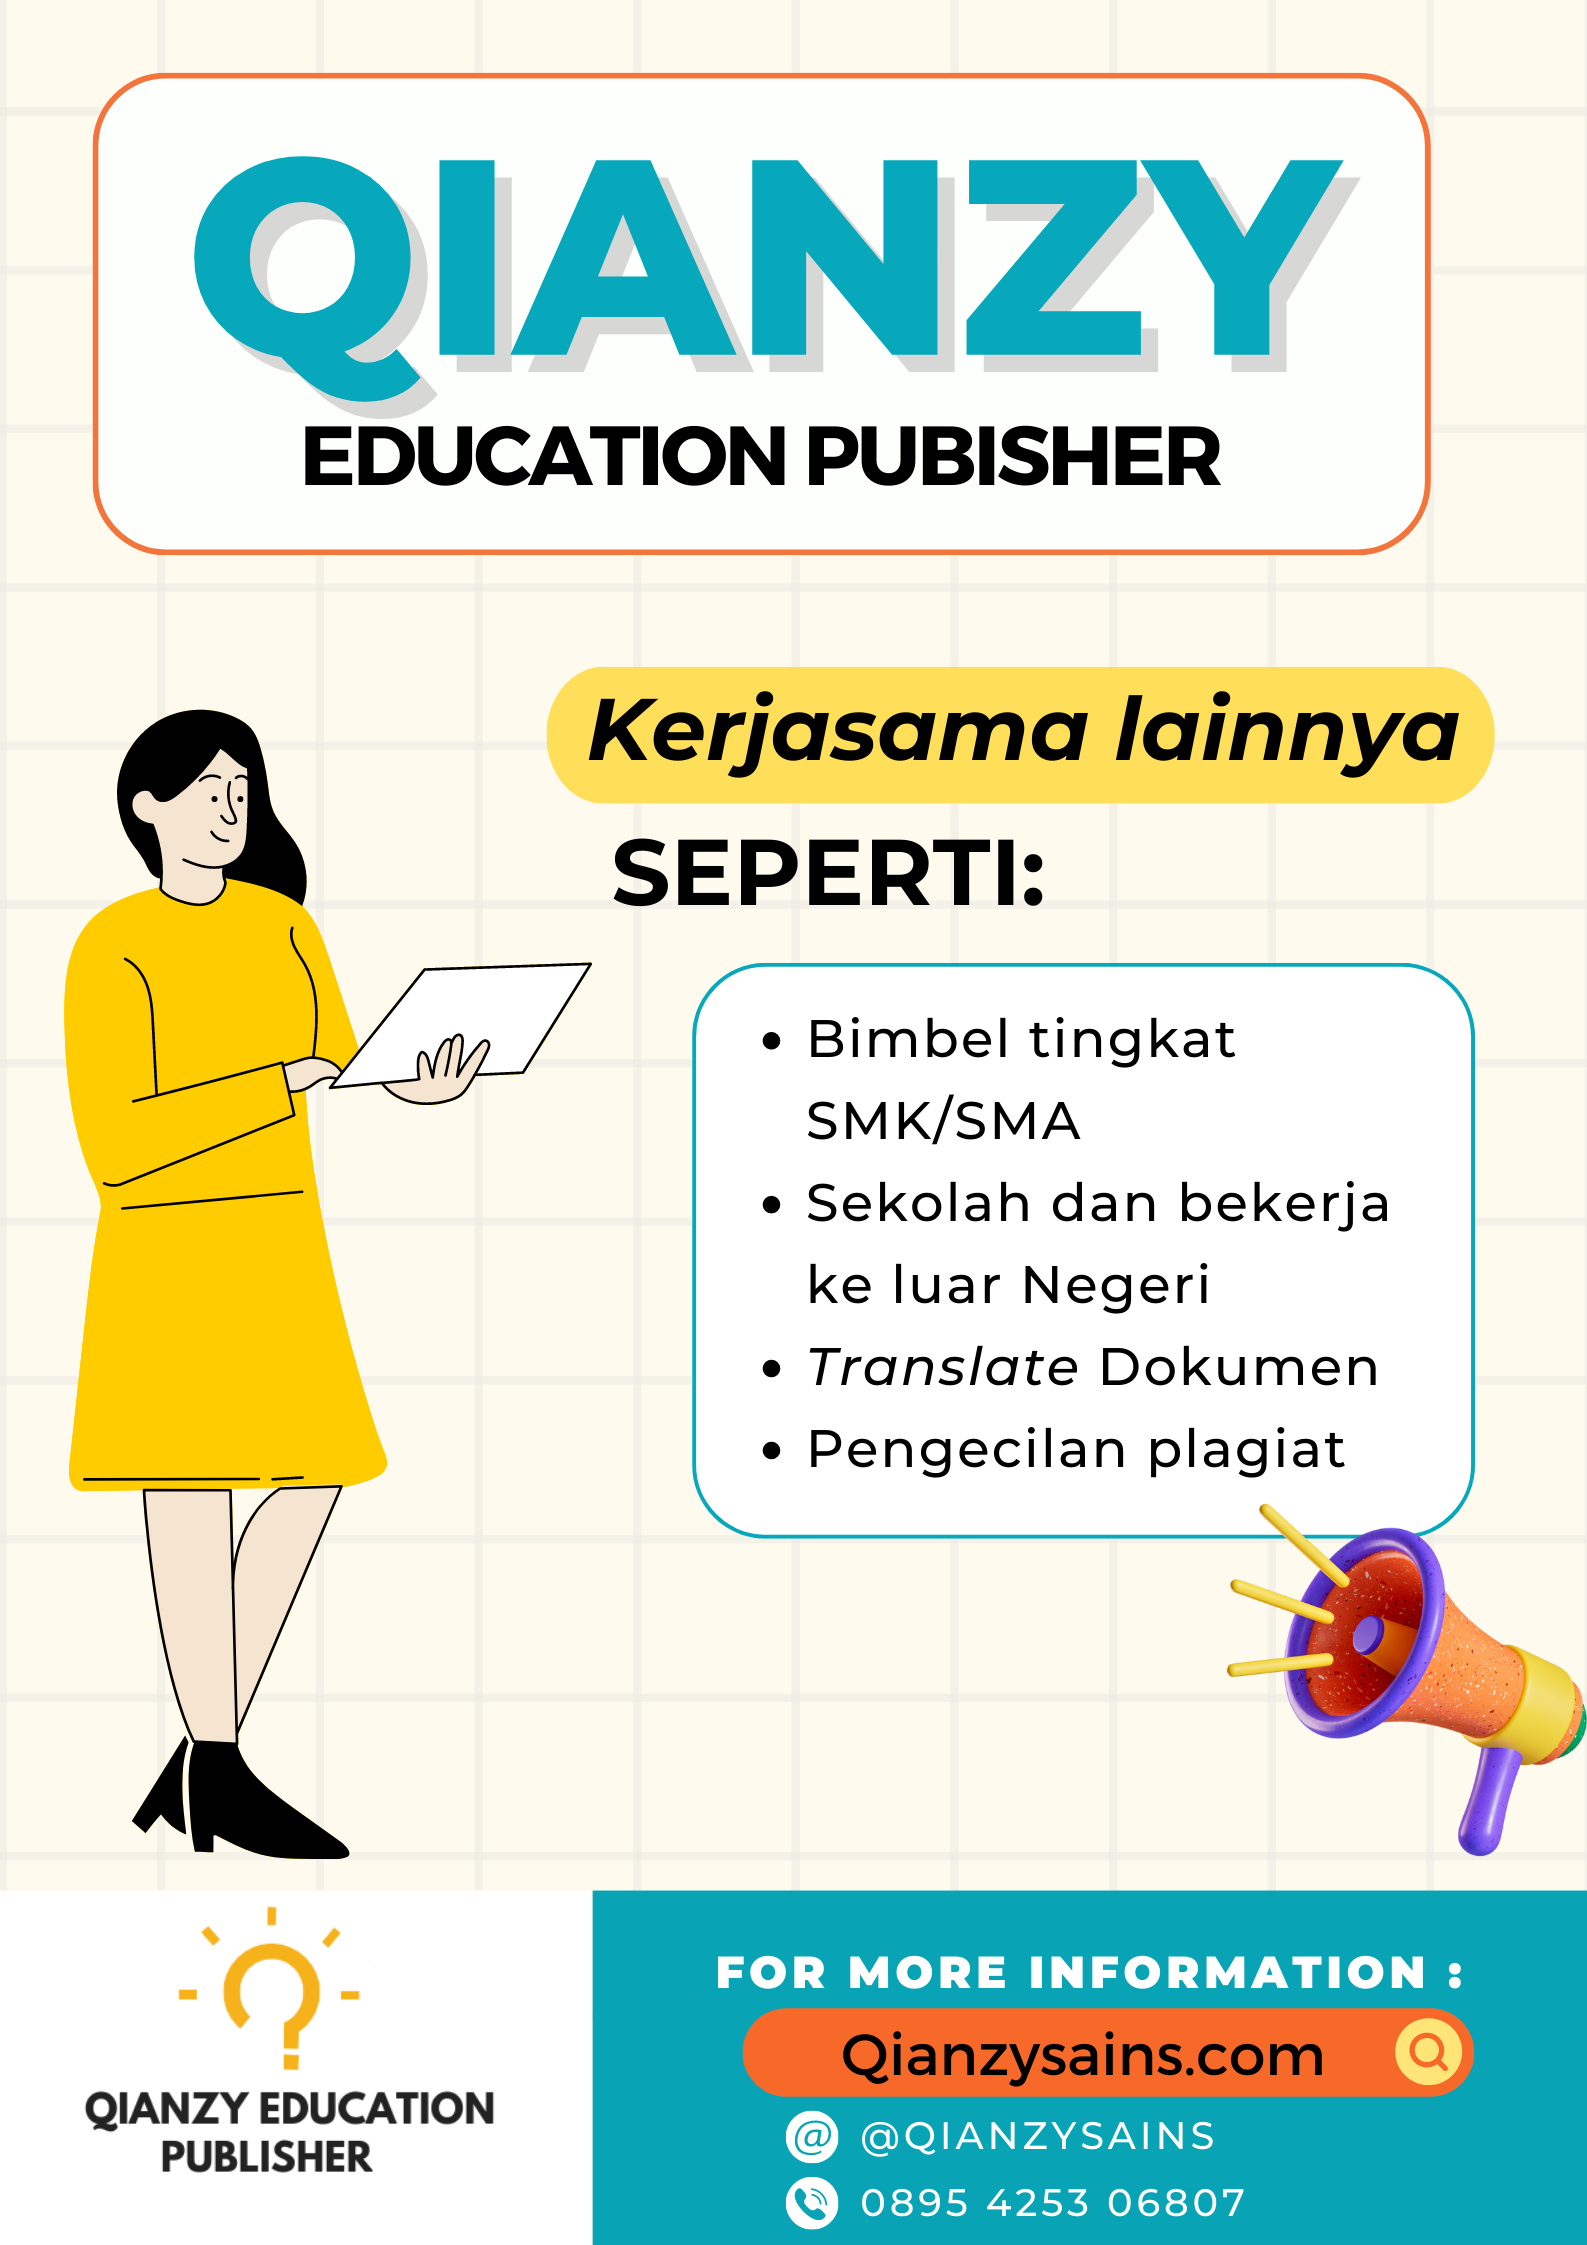 QIANZY
EDUCATION PUBISHER
Kerjasama lainnya
SEPERTI:
• Bimbel tingkat
SMK/SMA
• Sekolah dan bekerja
ke luar Negeri
• Translate Dokumen
• Pengecilan plagiat
QIANZY EDUCATION
PUBLISHER
FOR MORE INFORMATION :
Qianzysains.com
@QIANZYSAINS
0895 4253 06807